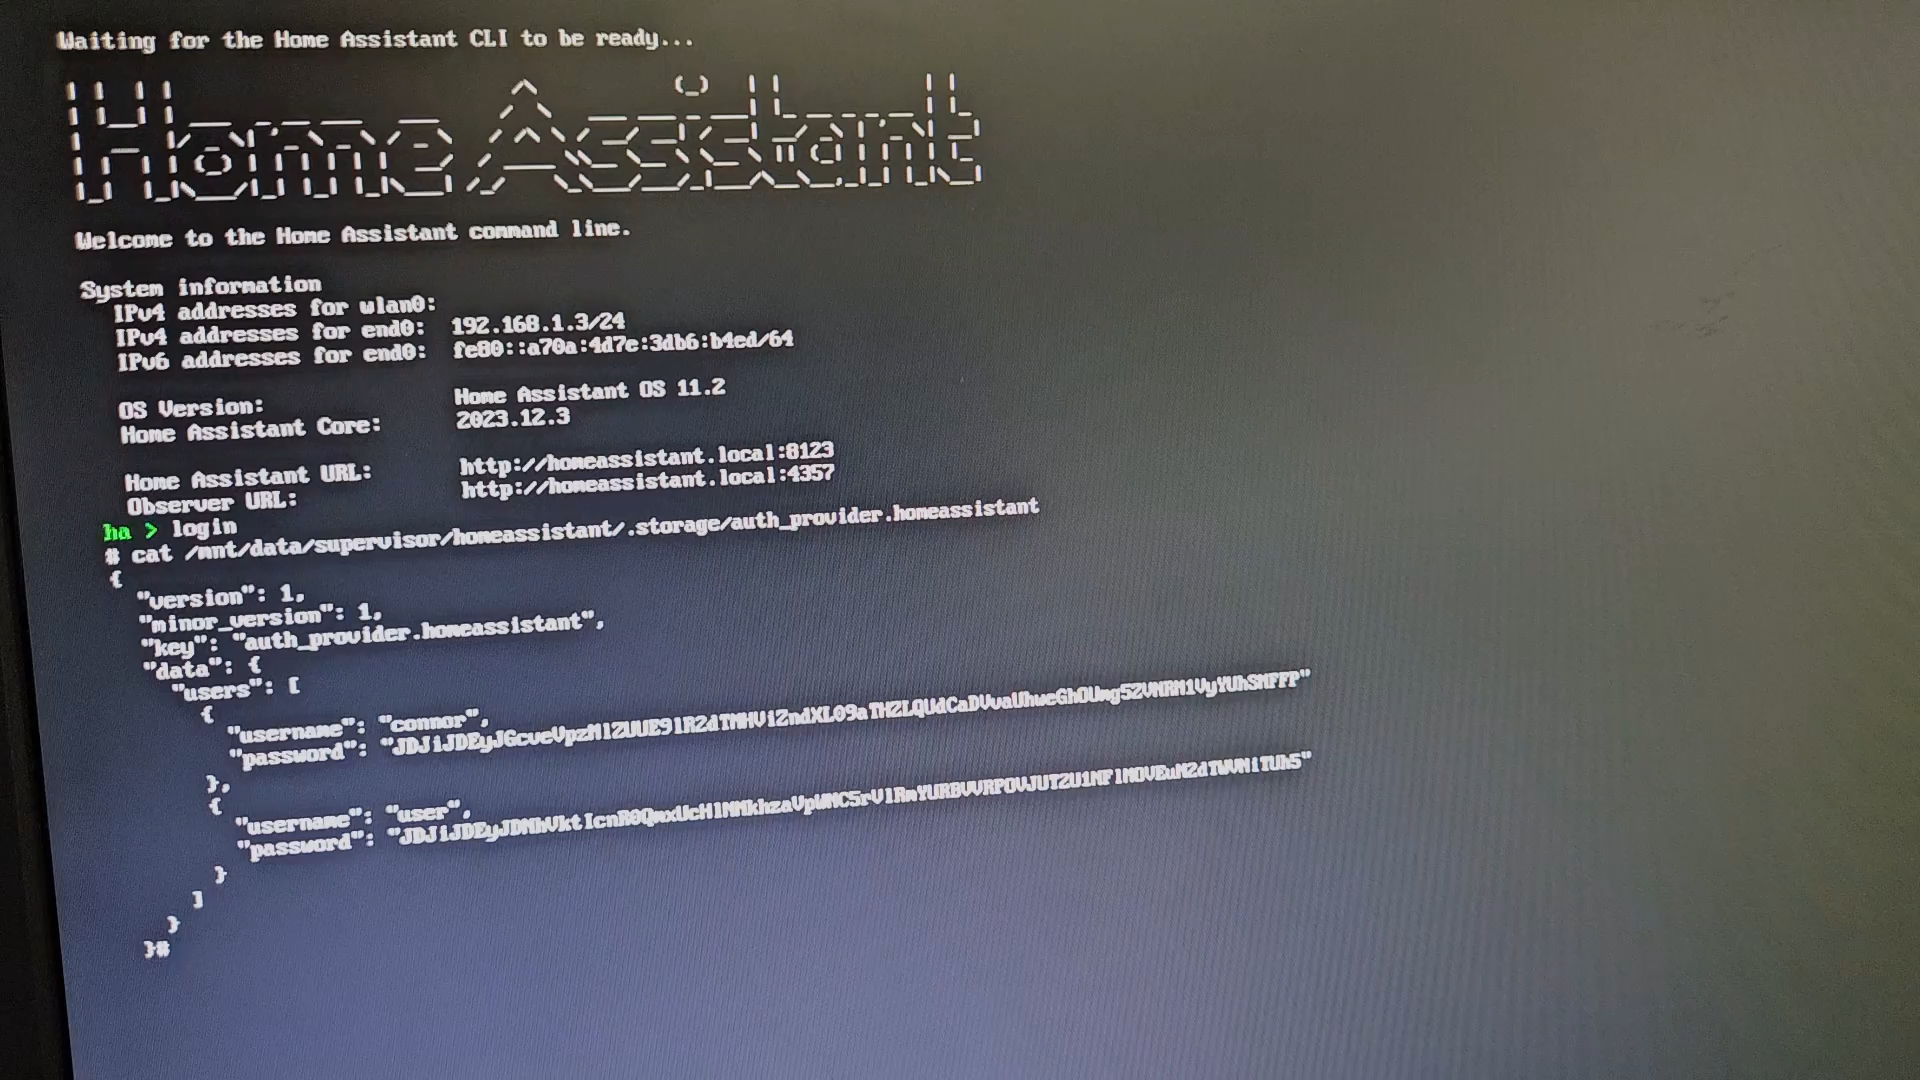 Waiting for the Home Assistant CLI to be ready...
Home Assistant
Welcome to the Home Assistant command line.
System information
IPv4 addresses for wlan0:
IPv4 addresses for end0: 192.168.1.3/24
IPv6 addresses for end0: fe80::a70a:4d7e:3db6:b4ed/64
OS Version: Home Assistant OS 11.2
Home Assistant Core: 2023.12.3
Home Assistant URL: http://homeassistant.local:8123
Observer URL: http://homeassistant.local:4357
ha > login
# cat /mnt/data/supervisor/homeassistant/.storage/auth_provider.homeassistant
{
"version": 1,
"minor_version": 1,
"key": "auth_provider.homeassistant",
"data": {
"users": [
{
"username": "connor",
"password":
},
{
"username": "user",
"password":
}
]
}
}#